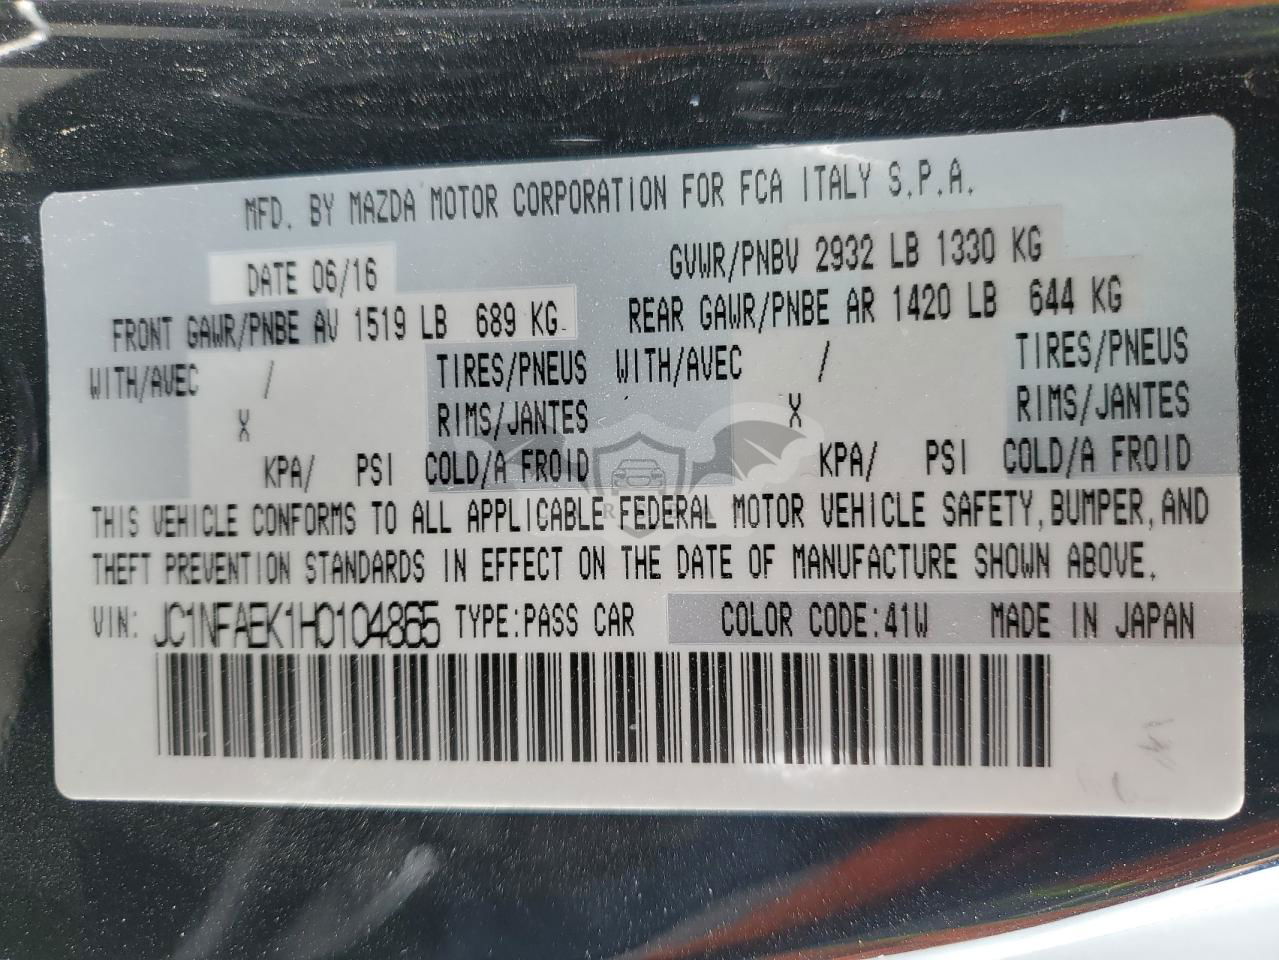 MFD. BY MAZDA MOTOR CORPORATION FOR FCA ITALY S.P.A.
DATE 06/16 GVWR/PNBV 2932 LB 1330 KG
FRONT GAWR/PNBE AV 1519 LB 689 KG REAR GAWR/PNBE AR 1420 LB 644 KG
WITH/AVEC / TIRES/PNEUS WITH/AVEC / TIRES/PNEUS
X RIMS/JANTES X RIMS/JANTES
KPA/ PSI COLD/A FROID KPA/ PSI COLD/A FROID
THIS VEHICLE CONFORMS TO ALL APPLICABLE FEDERAL MOTOR VEHICLE SAFETY, BUMPER, AND
THEFT PREVENTION STANDARDS IN EFFECT ON THE DATE OF MANUFACTURE SHOWN ABOVE.
VIN: JC1NFAEK1H0104865 TYPE:PASS CAR COLOR CODE:41W MADE IN JAPAN